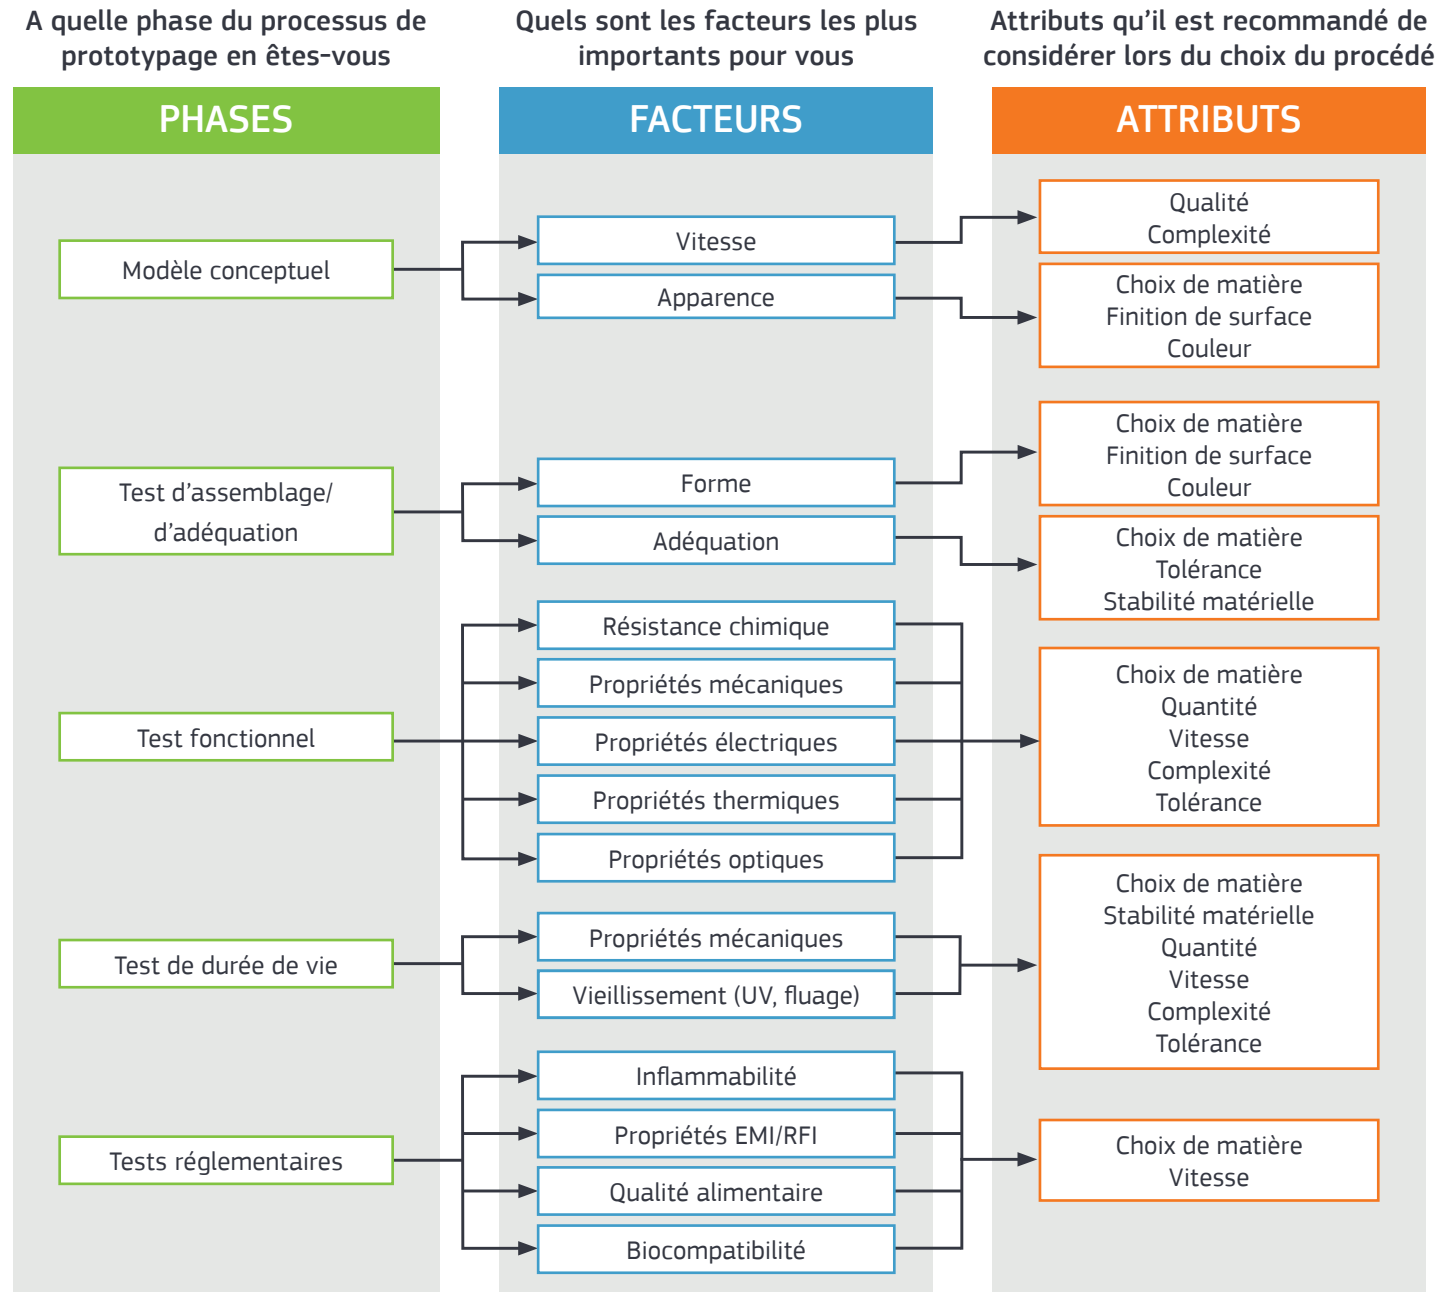 A quelle phase du processus de
prototypage en êtes-vous
Quels sont les facteurs les plus
importants pour vous
Attributs qu'il est recommandé de
considérer lors du choix du procédé
PHASES
FACTEURS
ATTRIBUTS
Modèle conceptuel
Vitesse
Apparence
Qualité
Complexité
Choix de matière
Finition de surface
Couleur
Test d'assemblage/
d'adéquation
Forme
Adéquation
Choix de matière
Finition de surface
Couleur
Choix de matière
Tolérance
Stabilité matérielle
Test fonctionnel
Résistance chimique
Propriétés mécaniques
Propriétés électriques
Propriétés thermiques
Propriétés optiques
Choix de matière
Quantité
Vitesse
Complexité
Tolérance
Test de durée de vie
Propriétés mécaniques
Vieillissement (UV, fluage)
Choix de matière
Stabilité matérielle
Quantité
Vitesse
Complexité
Tolérance
Tests réglementaires
Inflammabilité
Propriétés EMI/RFI
Qualité alimentaire
Biocompatibilité
Choix de matière
Vitesse